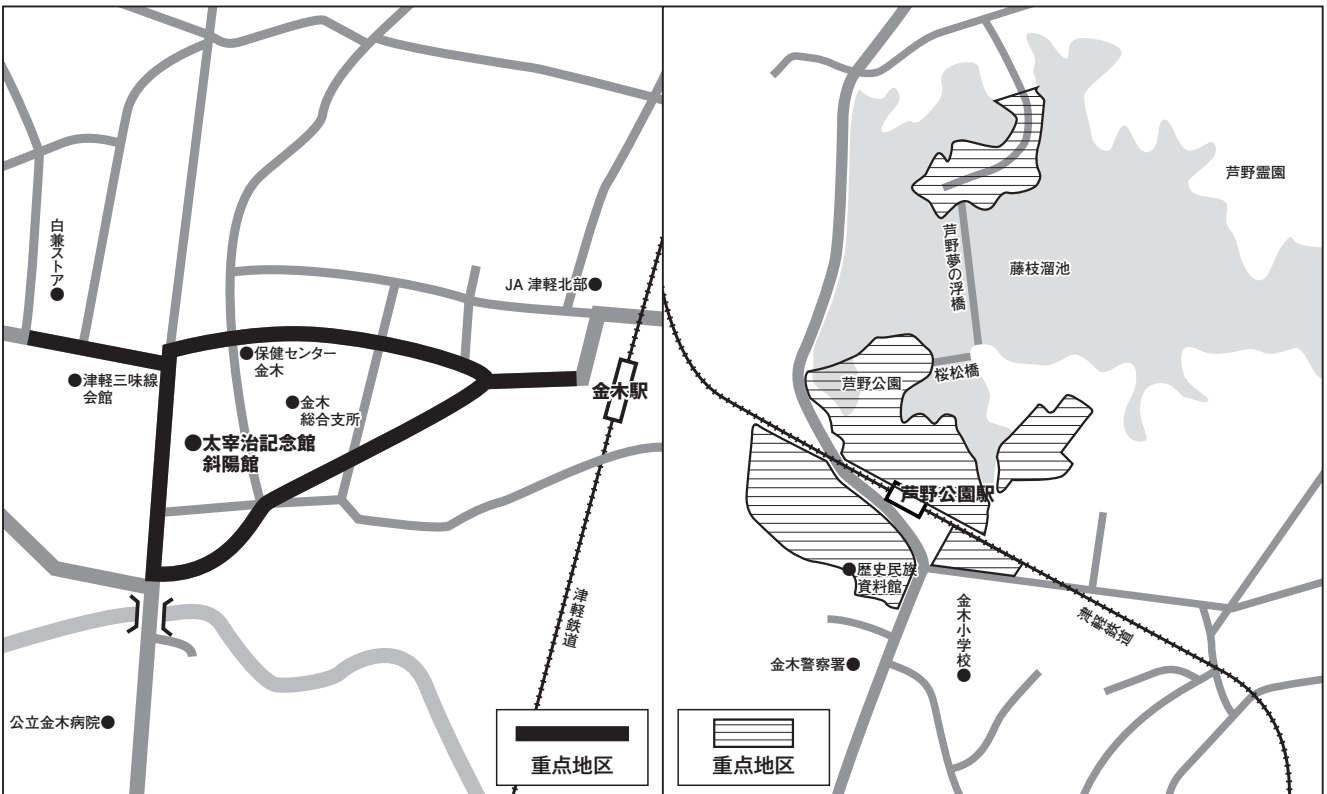 白兼ストア
JA 津軽北部
保健センター
金木
津軽三味線
会館
金木
総合支所
金木駅
太宰治記念館
斜陽館
津軽鉄道
公立金木病院
重点地区
芦野霊園
芦野夢の浮橋
藤枝溜池
桜松橋
芦野公園
芦野公園駅
歴史民族
資料館
金木小学校
津軽鉄道
金木警察署
重点地区